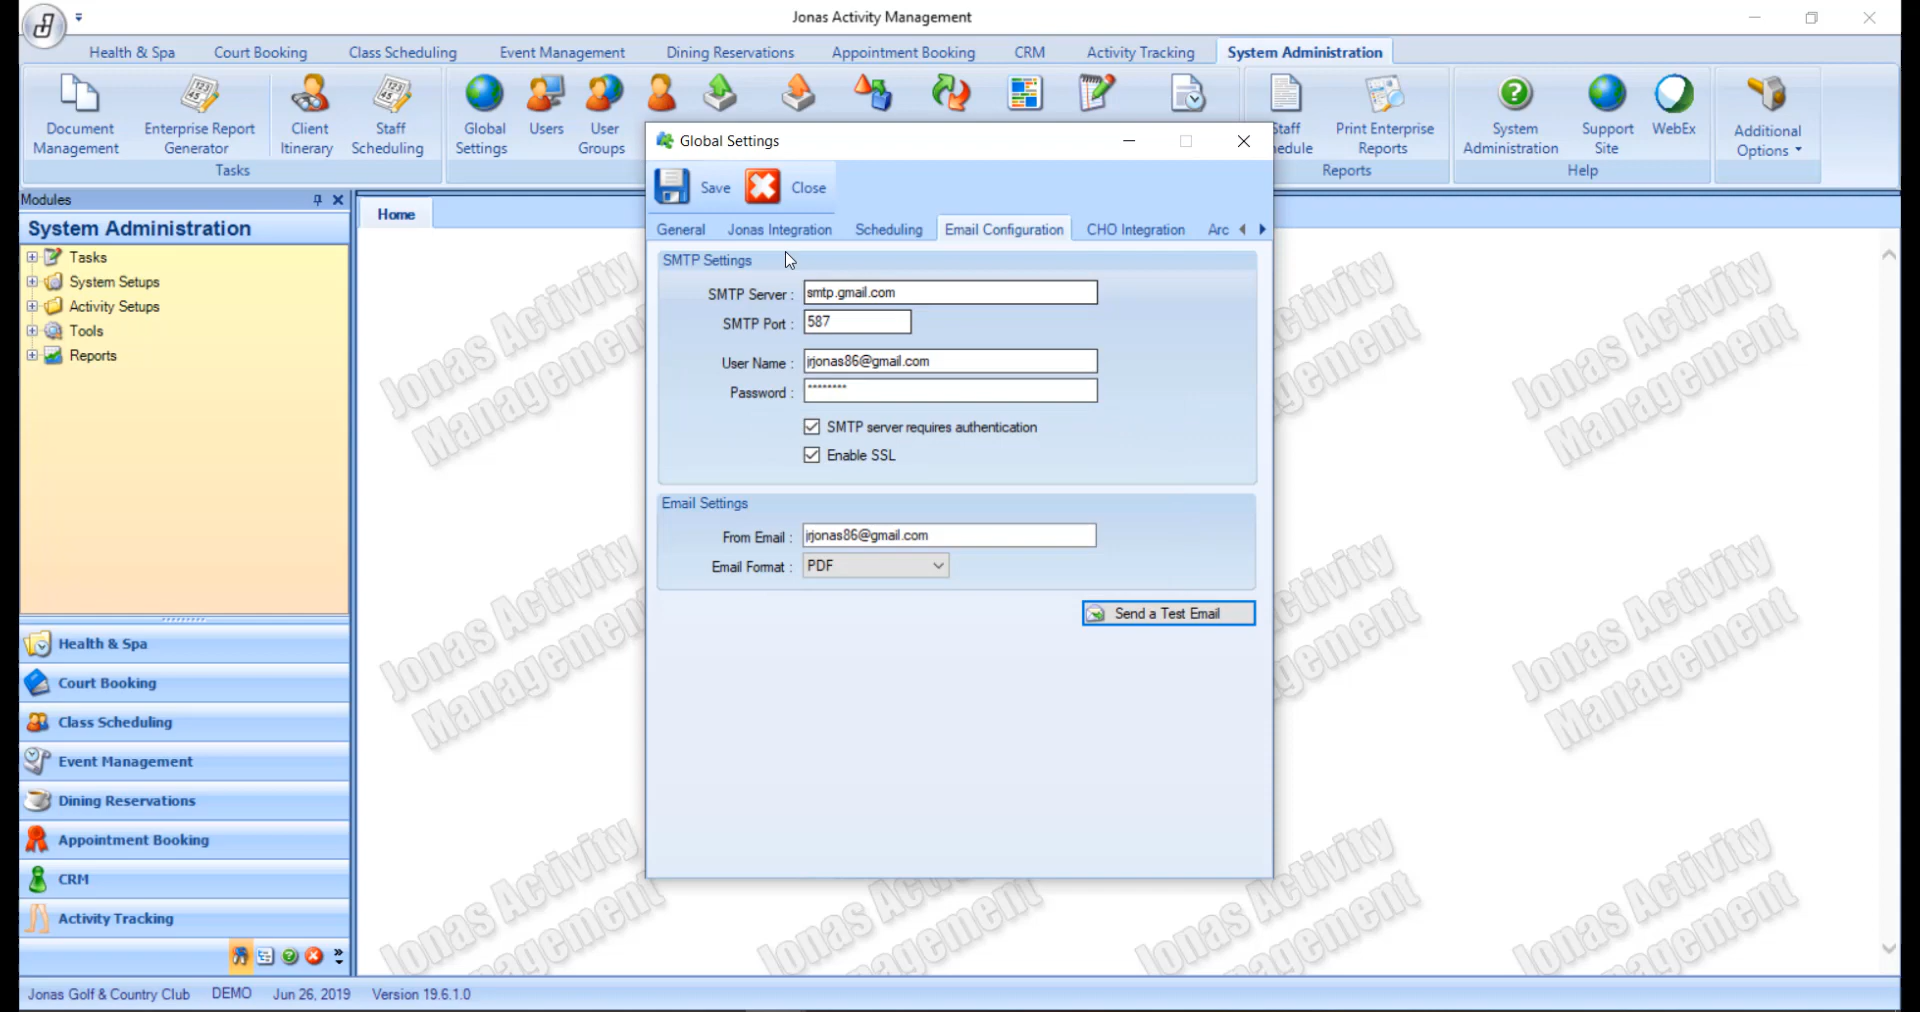 Jonas Activity Management
Health & Spa
Court Booking
Class Scheduling
Event Management
Dining Reservations
Appointment Booking
CRM
Activity Tracking
System Administration
Document Management
Enterprise Report Generator
Client Itinerary
Staff Scheduling
Tasks
Global Settings
Users
User Groups
Staff
hedule
Print Enterprise Reports
Reports
System Administration
Support Site
WebEx
Help
Additional Options
Modules
System Administration
Tasks
System Setups
Activity Setups
Tools
Reports
Home
Global Settings
Save
Close
General
Jonas Integration
Scheduling
Email Configuration
CHO Integration
Arc
SMTP Settings
SMTP Server : smtp.gmail.com
SMTP Port : 587
User Name : jrjonas86@gmail.com
Password : ********
SMTP server requires authentication
Enable SSL
Email Settings
From Email : jrjonas86@gmail.com
Email Format : PDF
Send a Test Email
Health & Spa
Court Booking
Class Scheduling
Event Management
Dining Reservations
Appointment Booking
CRM
Activity Tracking
Jonas Activity
Management
Jonas Golf & Country Club DEMO Jun 26, 2019 Version 19.6.1.0